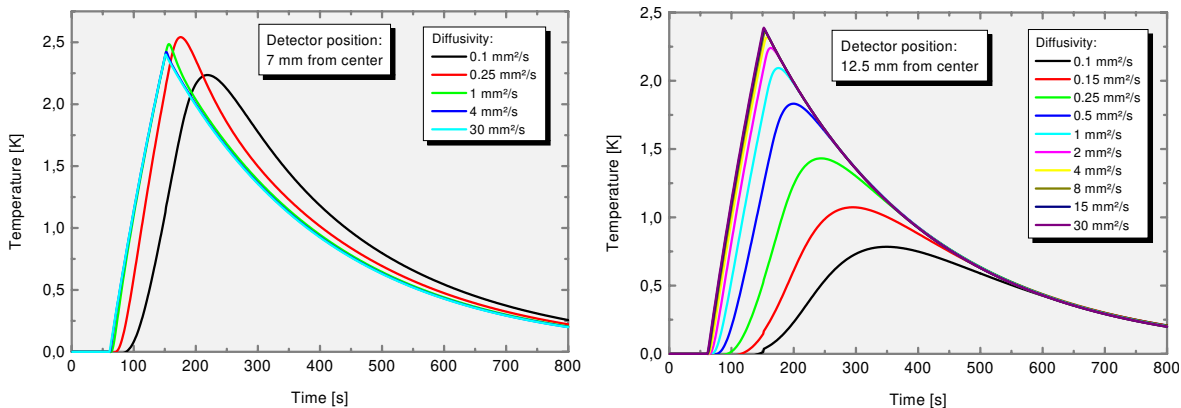 2,5
2,0
1,5
1,0
0,5
0,0
Temperature [K]
0 100 200 300 400 500 600 700 800
Time [s]
Detector position:
7 mm from center
Diffusivity:
0.1 mm²/s
0.25 mm²/s
1 mm²/s
4 mm²/s
30 mm²/s
2,5
2,0
1,5
1,0
0,5
0,0
Temperature [K]
0 100 200 300 400 500 600 700 800
Time [s]
Detector position:
12.5 mm from center
Diffusivity:
0.1 mm²/s
0.15 mm²/s
0.25 mm²/s
0.5 mm²/s
1 mm²/s
2 mm²/s
4 mm²/s
8 mm²/s
15 mm²/s
30 mm²/s